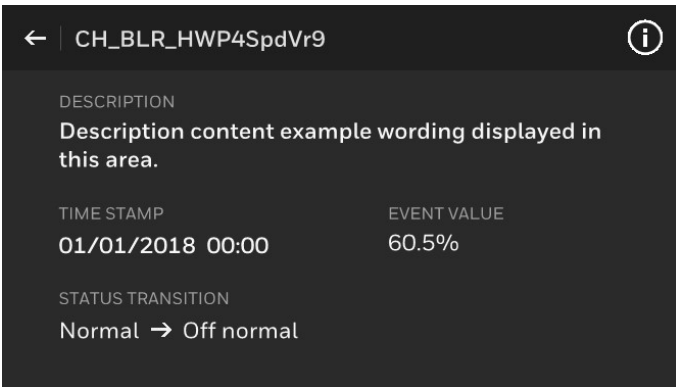 ← CH_BLR_HWP4SpdVr9
DESCRIPTION
Description content example wording displayed in
this area.
TIME STAMP
EVENT VALUE
01/01/2018 00:00
60.5%
STATUS TRANSITION
Normal → Off normal